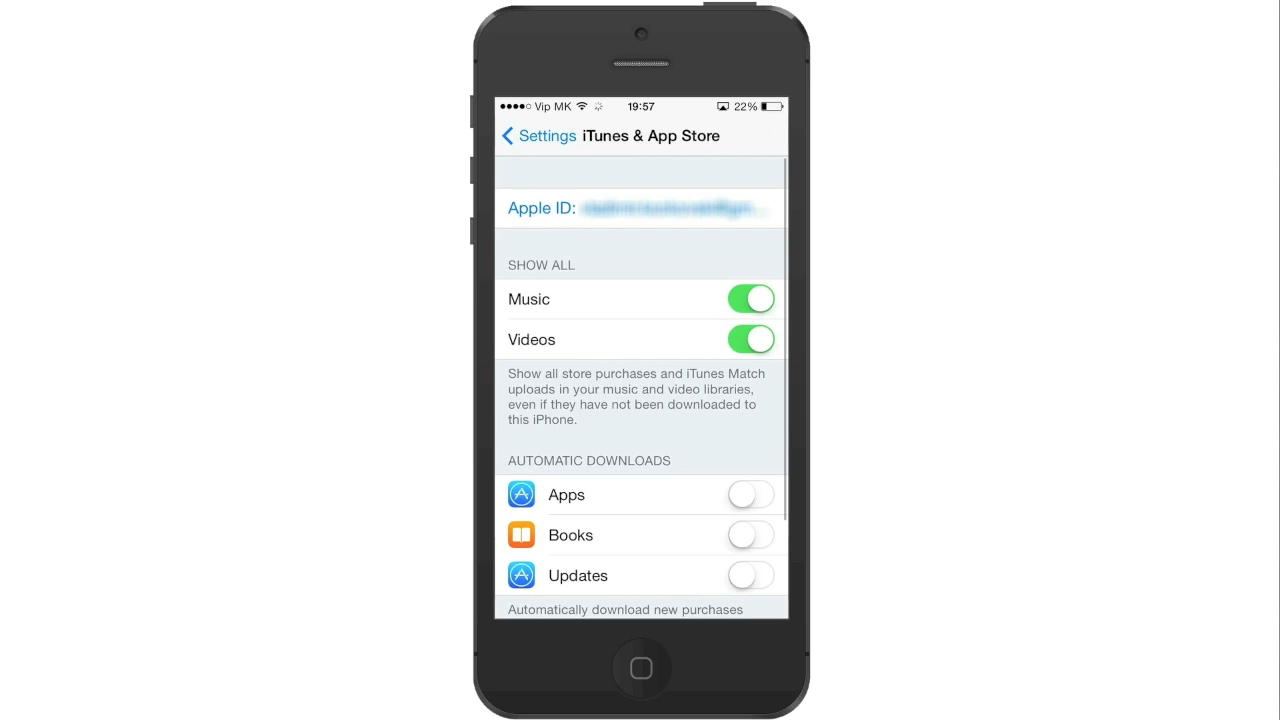 Vip MK 19:57 22%
Settings iTunes & App Store
Apple ID:
SHOW ALL
Music
Videos
Show all store purchases and iTunes Match
uploads in your music and video libraries,
even if they have not been downloaded to
this iPhone.
AUTOMATIC DOWNLOADS
Apps
Books
Updates
Automatically download new purchases